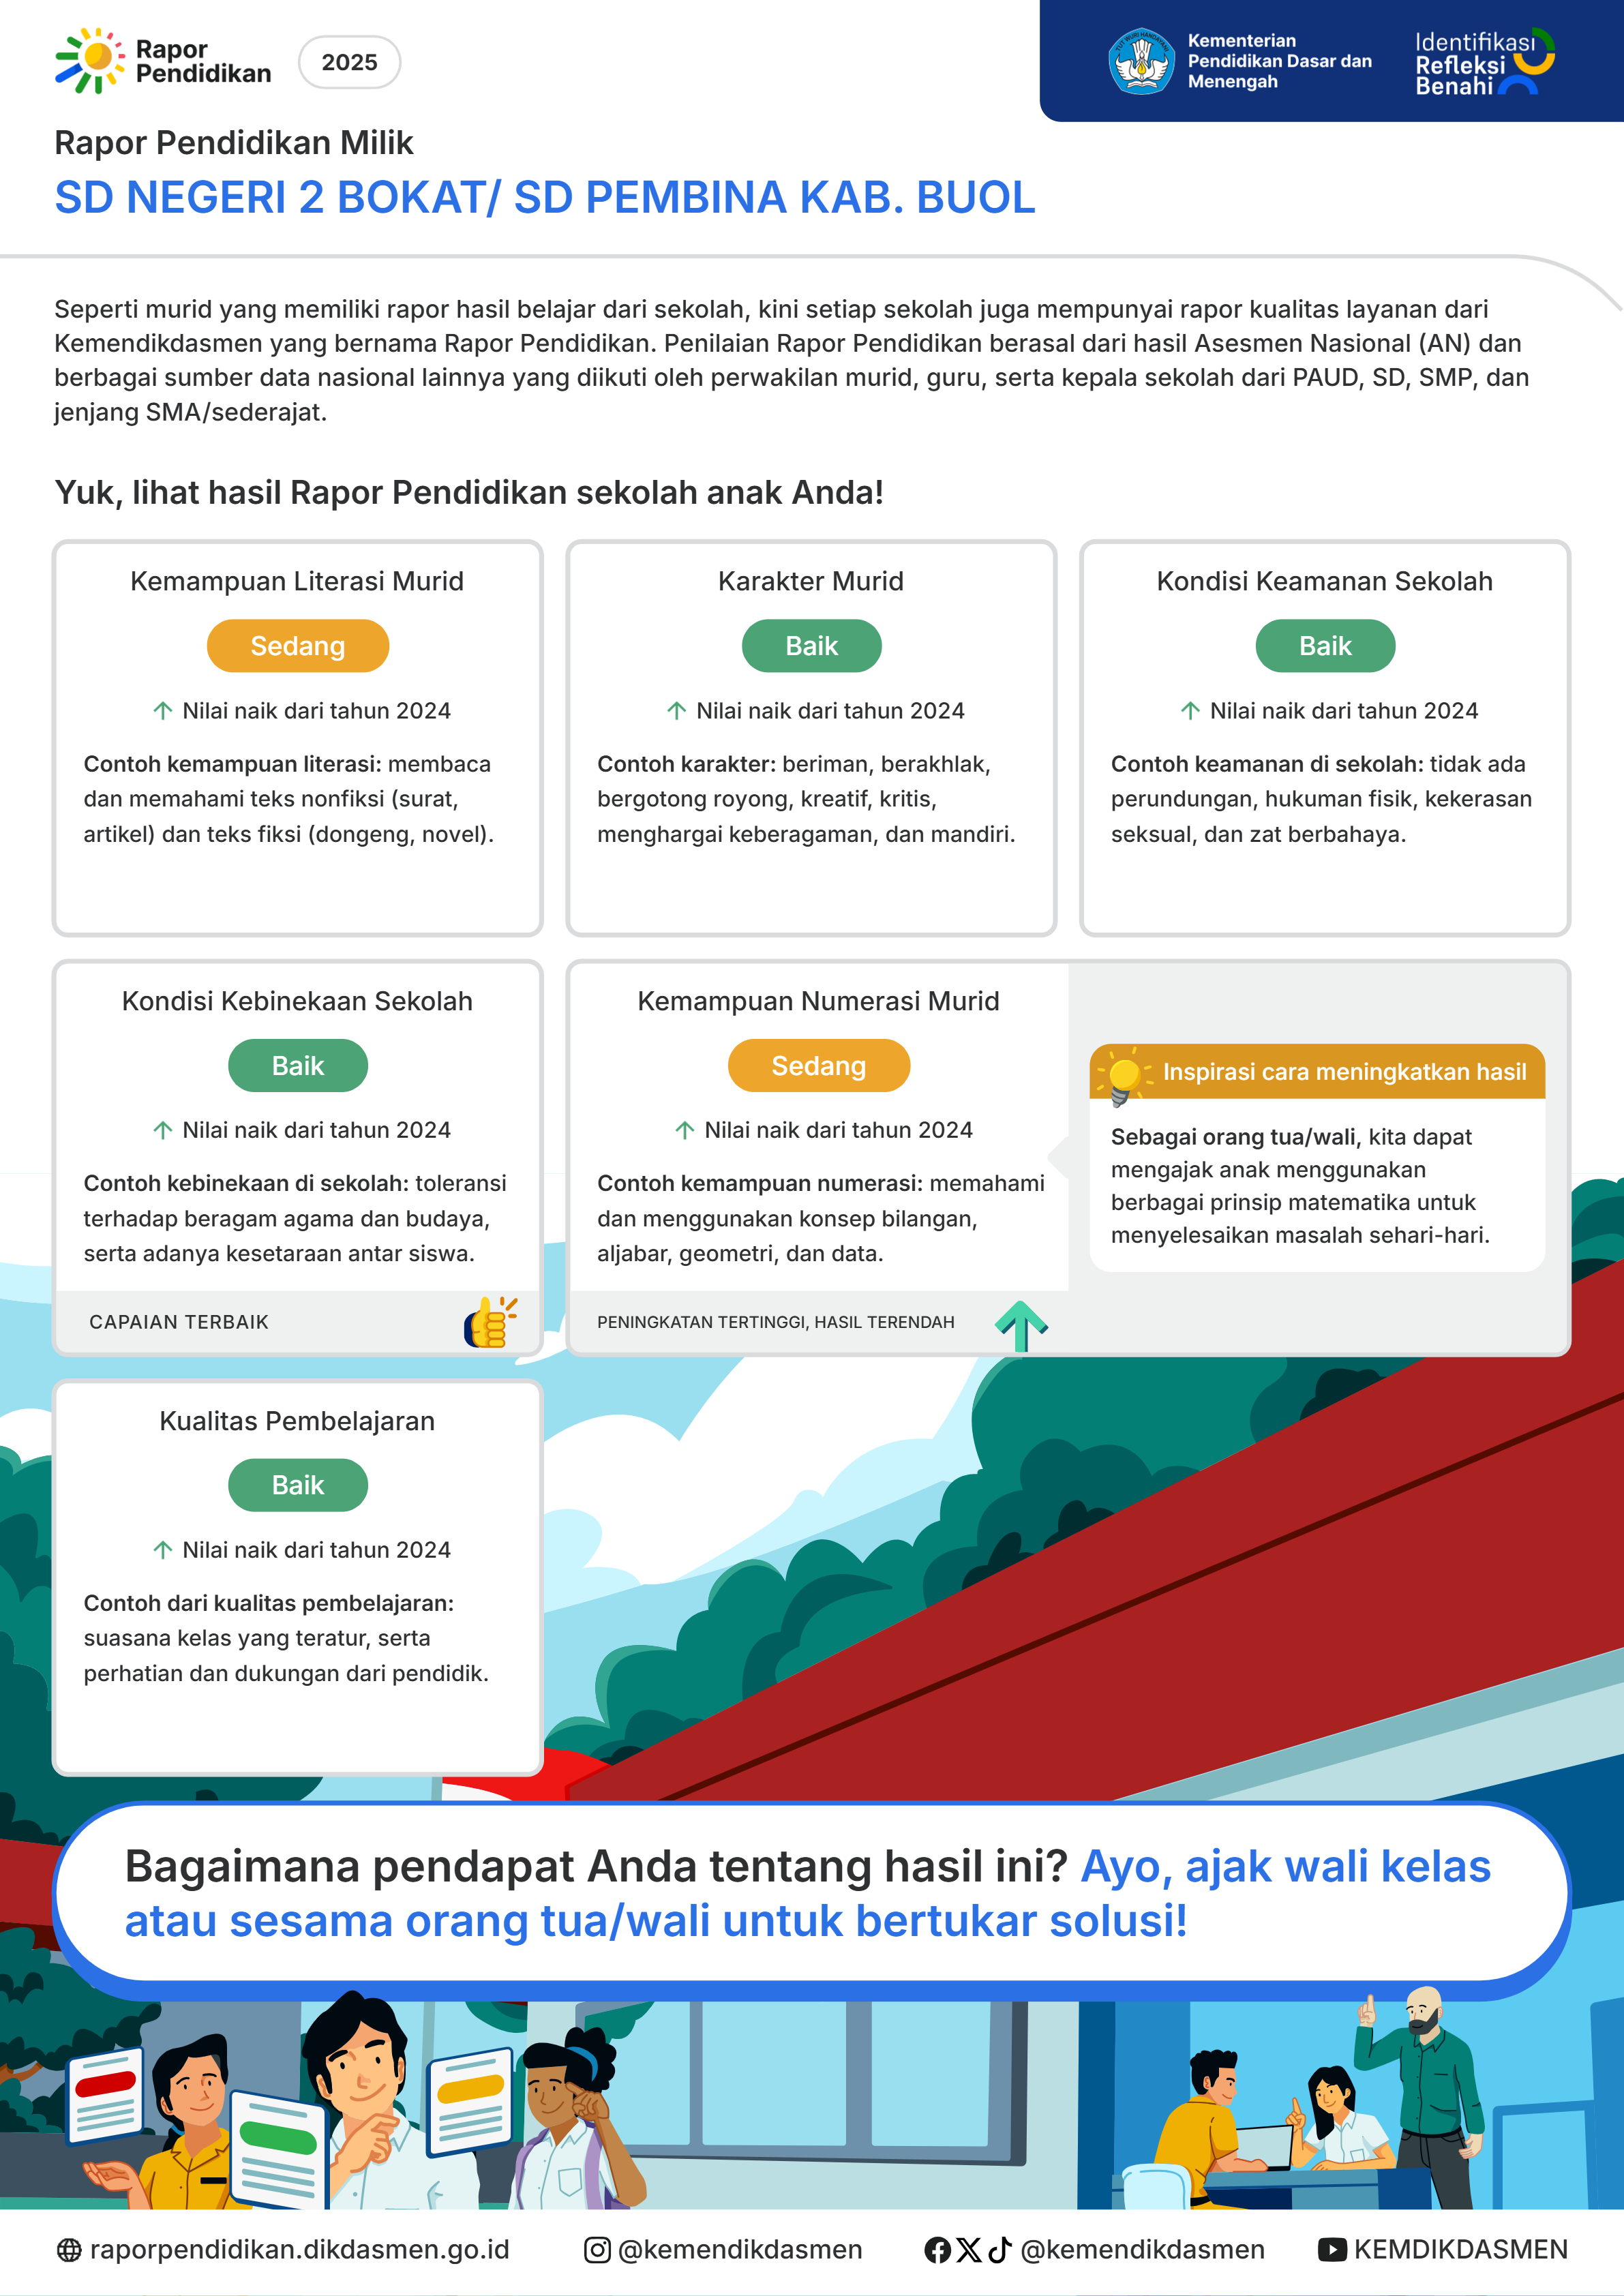 Rapor
Pendidikan
2025
Kementerian
Pendidikan Dasar dan
Menengah
Identifikasi
Refleksi
Benahi
Rapor Pendidikan Milik
SD NEGERI 2 BOKAT/ SD PEMBINA KAB. BUOL
Seperti murid yang memiliki rapor hasil belajar dari sekolah, kini setiap sekolah juga mempunyai rapor kualitas layanan dari
Kemendikdasmen yang bernama Rapor Pendidikan. Penilaian Rapor Pendidikan berasal dari hasil Asesmen Nasional (AN) dan
berbagai sumber data nasional lainnya yang diikuti oleh perwakilan murid, guru, serta kepala sekolah dari PAUD, SD, SMP, dan
jenjang SMA/sederajat.
Yuk, lihat hasil Rapor Pendidikan sekolah anak Anda!
Kemampuan Literasi Murid
Sedang
↑ Nilai naik dari tahun 2024
Contoh kemampuan literasi: membaca
dan memahami teks nonfiksi (surat,
artikel) dan teks fiksi (dongeng, novel).
Karakter Murid
Baik
↑ Nilai naik dari tahun 2024
Contoh karakter: beriman, berakhlak,
bergotong royong, kreatif, kritis,
menghargai keberagaman, dan mandiri.
Kondisi Keamanan Sekolah
Baik
↑ Nilai naik dari tahun 2024
Contoh keamanan di sekolah: tidak ada
perundungan, hukuman fisik, kekerasan
seksual, dan zat berbahaya.
Kondisi Kebinekaan Sekolah
Baik
↑ Nilai naik dari tahun 2024
Contoh kebinekaan di sekolah: toleransi
terhadap beragam agama dan budaya,
serta adanya kesetaraan antar siswa.
CAPAIAN TERBAIK
Kemampuan Numerasi Murid
Sedang
↑ Nilai naik dari tahun 2024
Contoh kemampuan numerasi: memahami
dan menggunakan konsep bilangan,
aljabar, geometri, dan data.
PENINGKATAN TERTINGGI, HASIL TERENDAH
Inspirasi cara meningkatkan hasil
Sebagai orang tua/wali, kita dapat
mengajak anak menggunakan
berbagai prinsip matematika untuk
menyelesaikan masalah sehari-hari.
Kualitas Pembelajaran
Baik
↑ Nilai naik dari tahun 2024
Contoh dari kualitas pembelajaran:
suasana kelas yang teratur, serta
perhatian dan dukungan dari pendidik.
Bagaimana pendapat Anda tentang hasil ini? Ayo, ajak wali kelas
atau sesama orang tua/wali untuk bertukar solusi!
raporpendidikan.dikdasmen.go.id
@kemendikdasmen
@kemendikdasmen
KEMDIKDASMEN